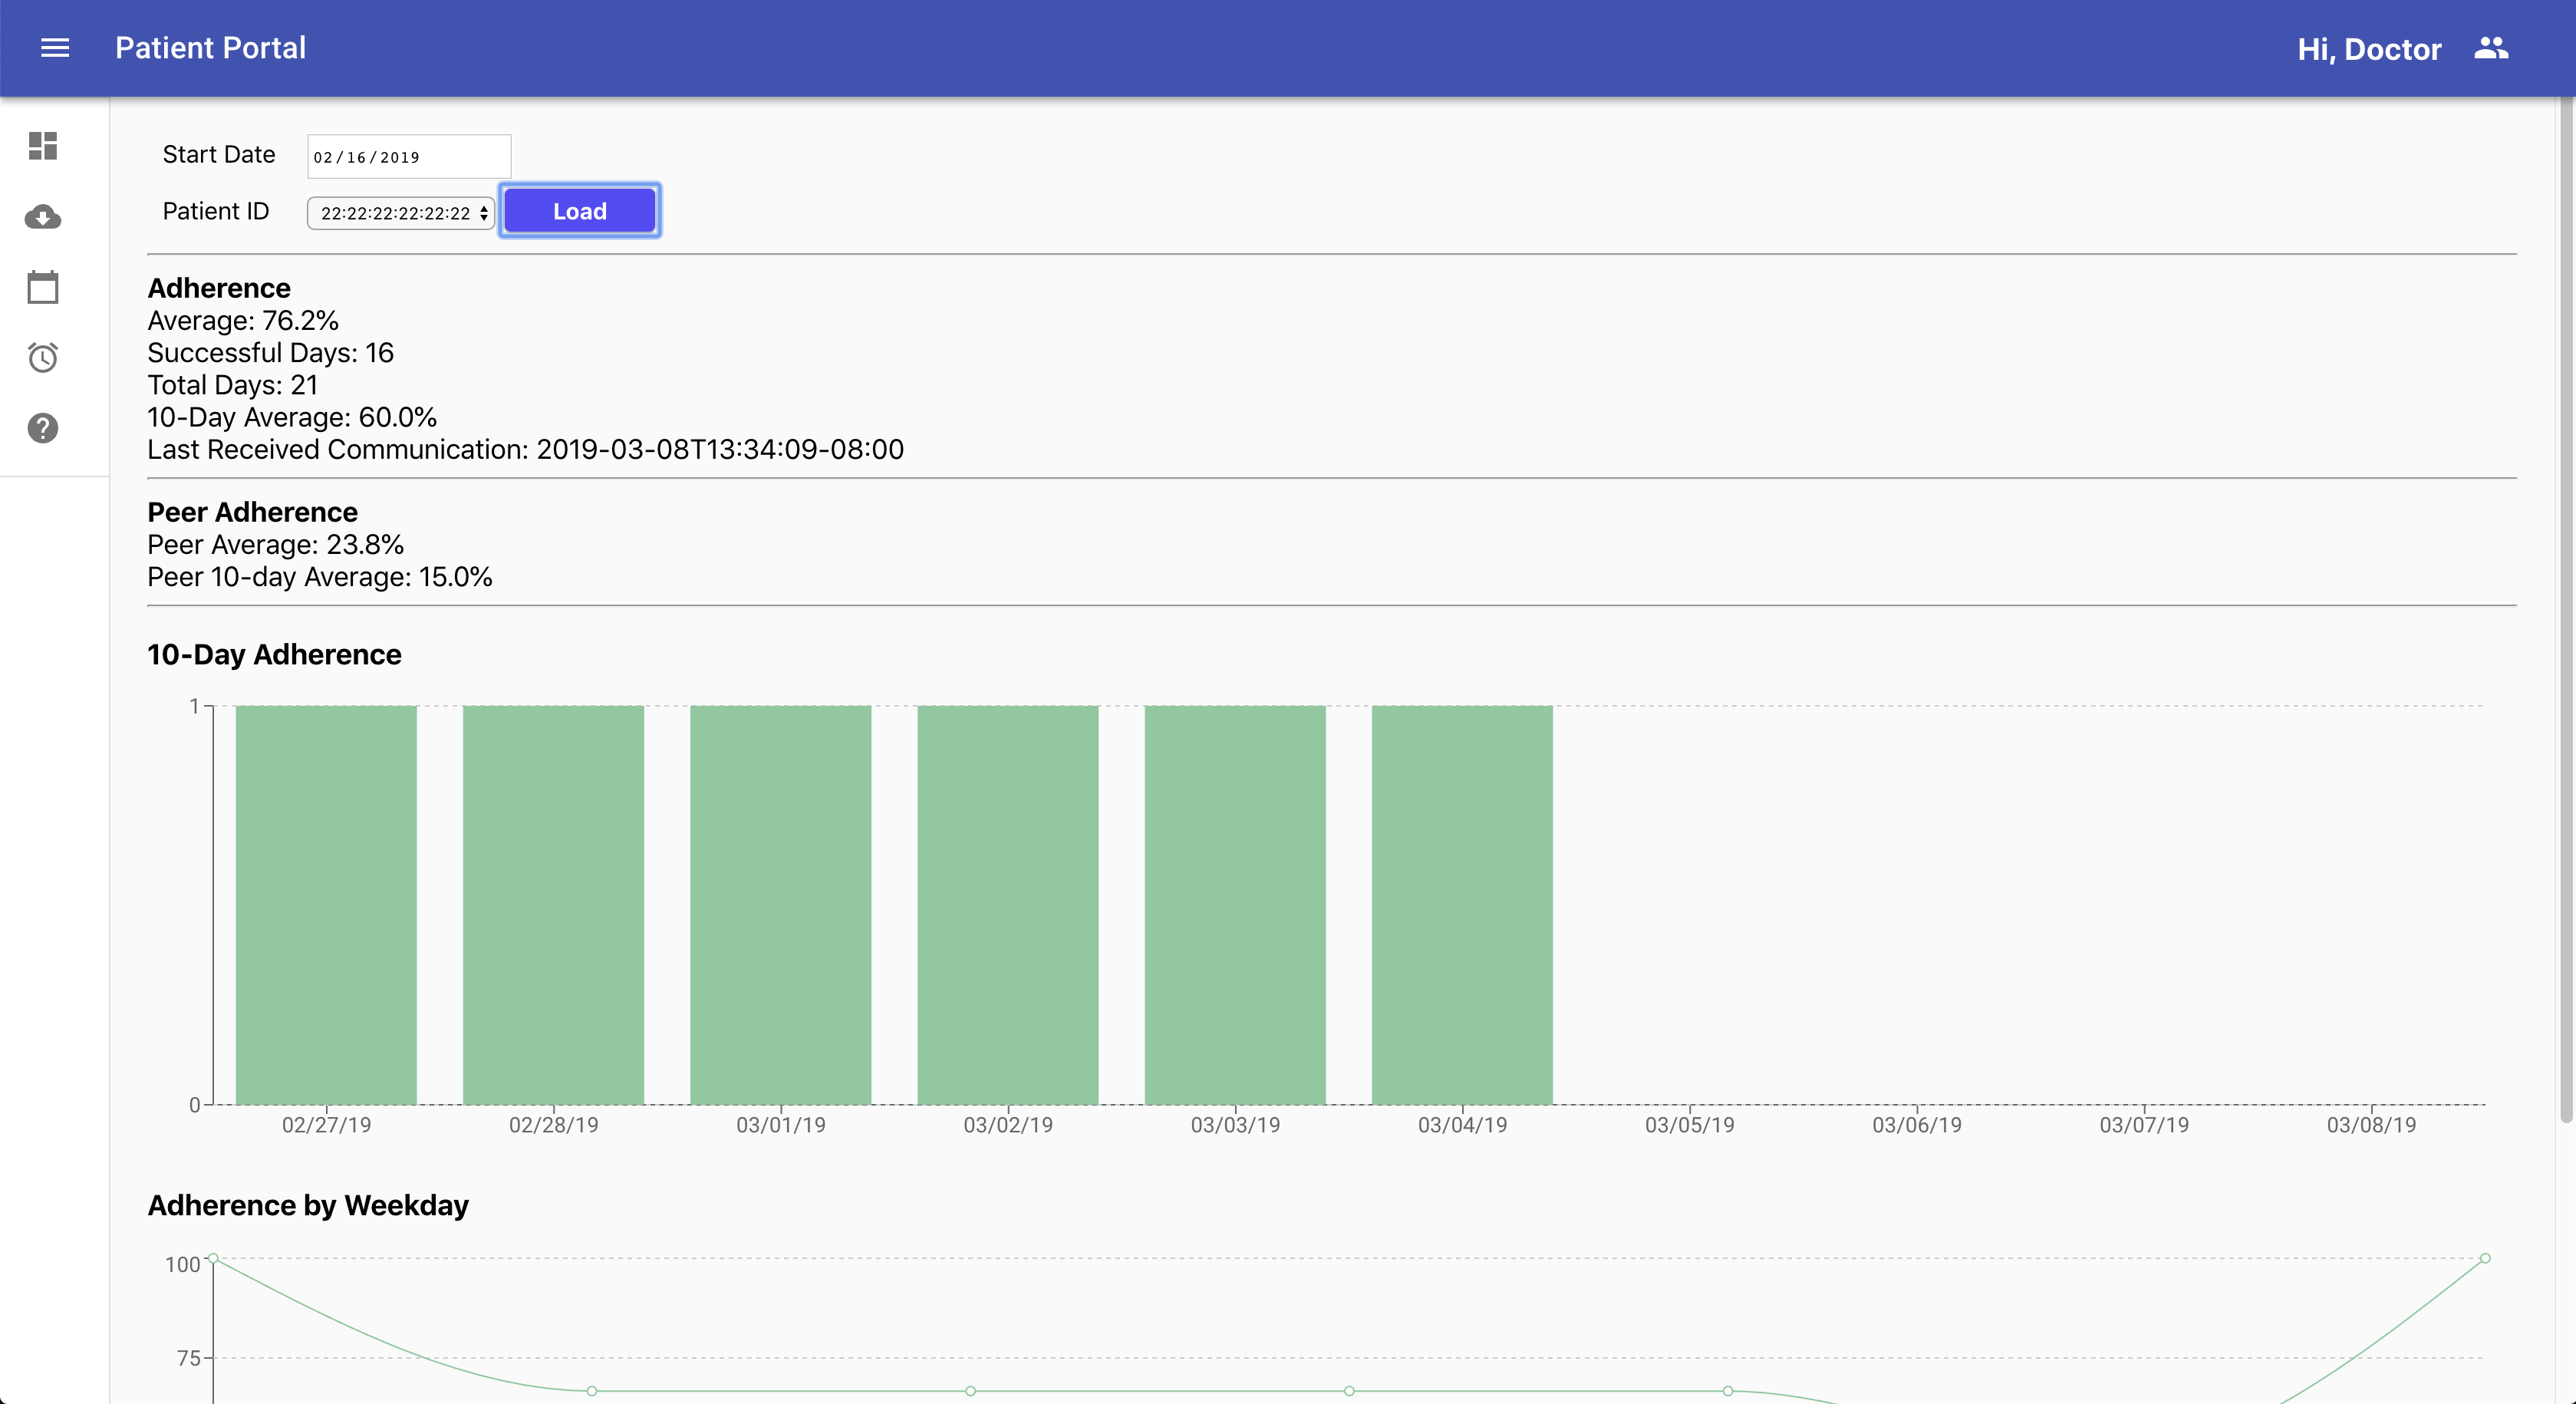 Patient Portal
Hi, Doctor
Start Date 02/16/2019
Patient ID 22:22:22:22:22:22 Load
Adherence
Average: 76.2%
Successful Days: 16
Total Days: 21
10-Day Average: 60.0%
Last Received Communication: 2019-03-08T13:34:09-08:00
Peer Adherence
Peer Average: 23.8%
Peer 10-day Average: 15.0%
10-Day Adherence
1
0
02/27/19 02/28/19 03/01/19 03/02/19 03/03/19 03/04/19 03/05/19 03/06/19 03/07/19 03/08/19
Adherence by Weekday
100
75